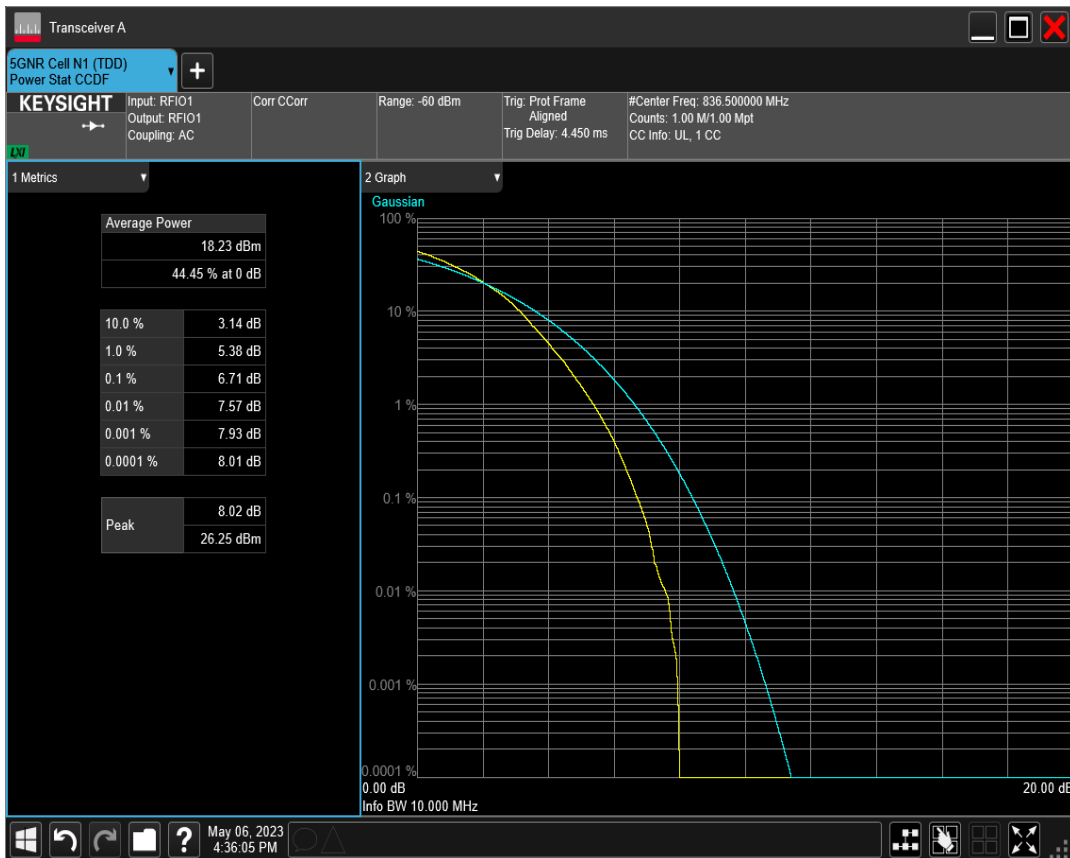 Transceiver A
5GNR Cell N1 (TDD)
Power Stat CCDF
KEYSIGHT
LXI
Input: RFIO1
Output: RFIO1
Coupling: AC
Corr CCorr
Range: -60 dBm
Trig: Prot Frame
Aligned
Trig Delay: 4.450 ms
#Center Freq: 836.500000 MHz
Counts: 1.00 M/1.00 Mpt
CC Info: UL, 1 CC
1 Metrics
Average Power
18.23 dBm
44.45 % at 0 dB
10.0 % 3.14 dB
1.0 % 5.38 dB
0.1 % 6.71 dB
0.01 % 7.57 dB
0.001 % 7.93 dB
0.0001 % 8.01 dB
Peak
8.02 dB
26.25 dBm
2 Graph
Gaussian
100 %
10 %
1 %
0.1 %
0.01 %
0.001 %
0.0001 %
0.00 dB 20.00 dB
Info BW 10.000 MHz
May 06, 2023
4:36:05 PM